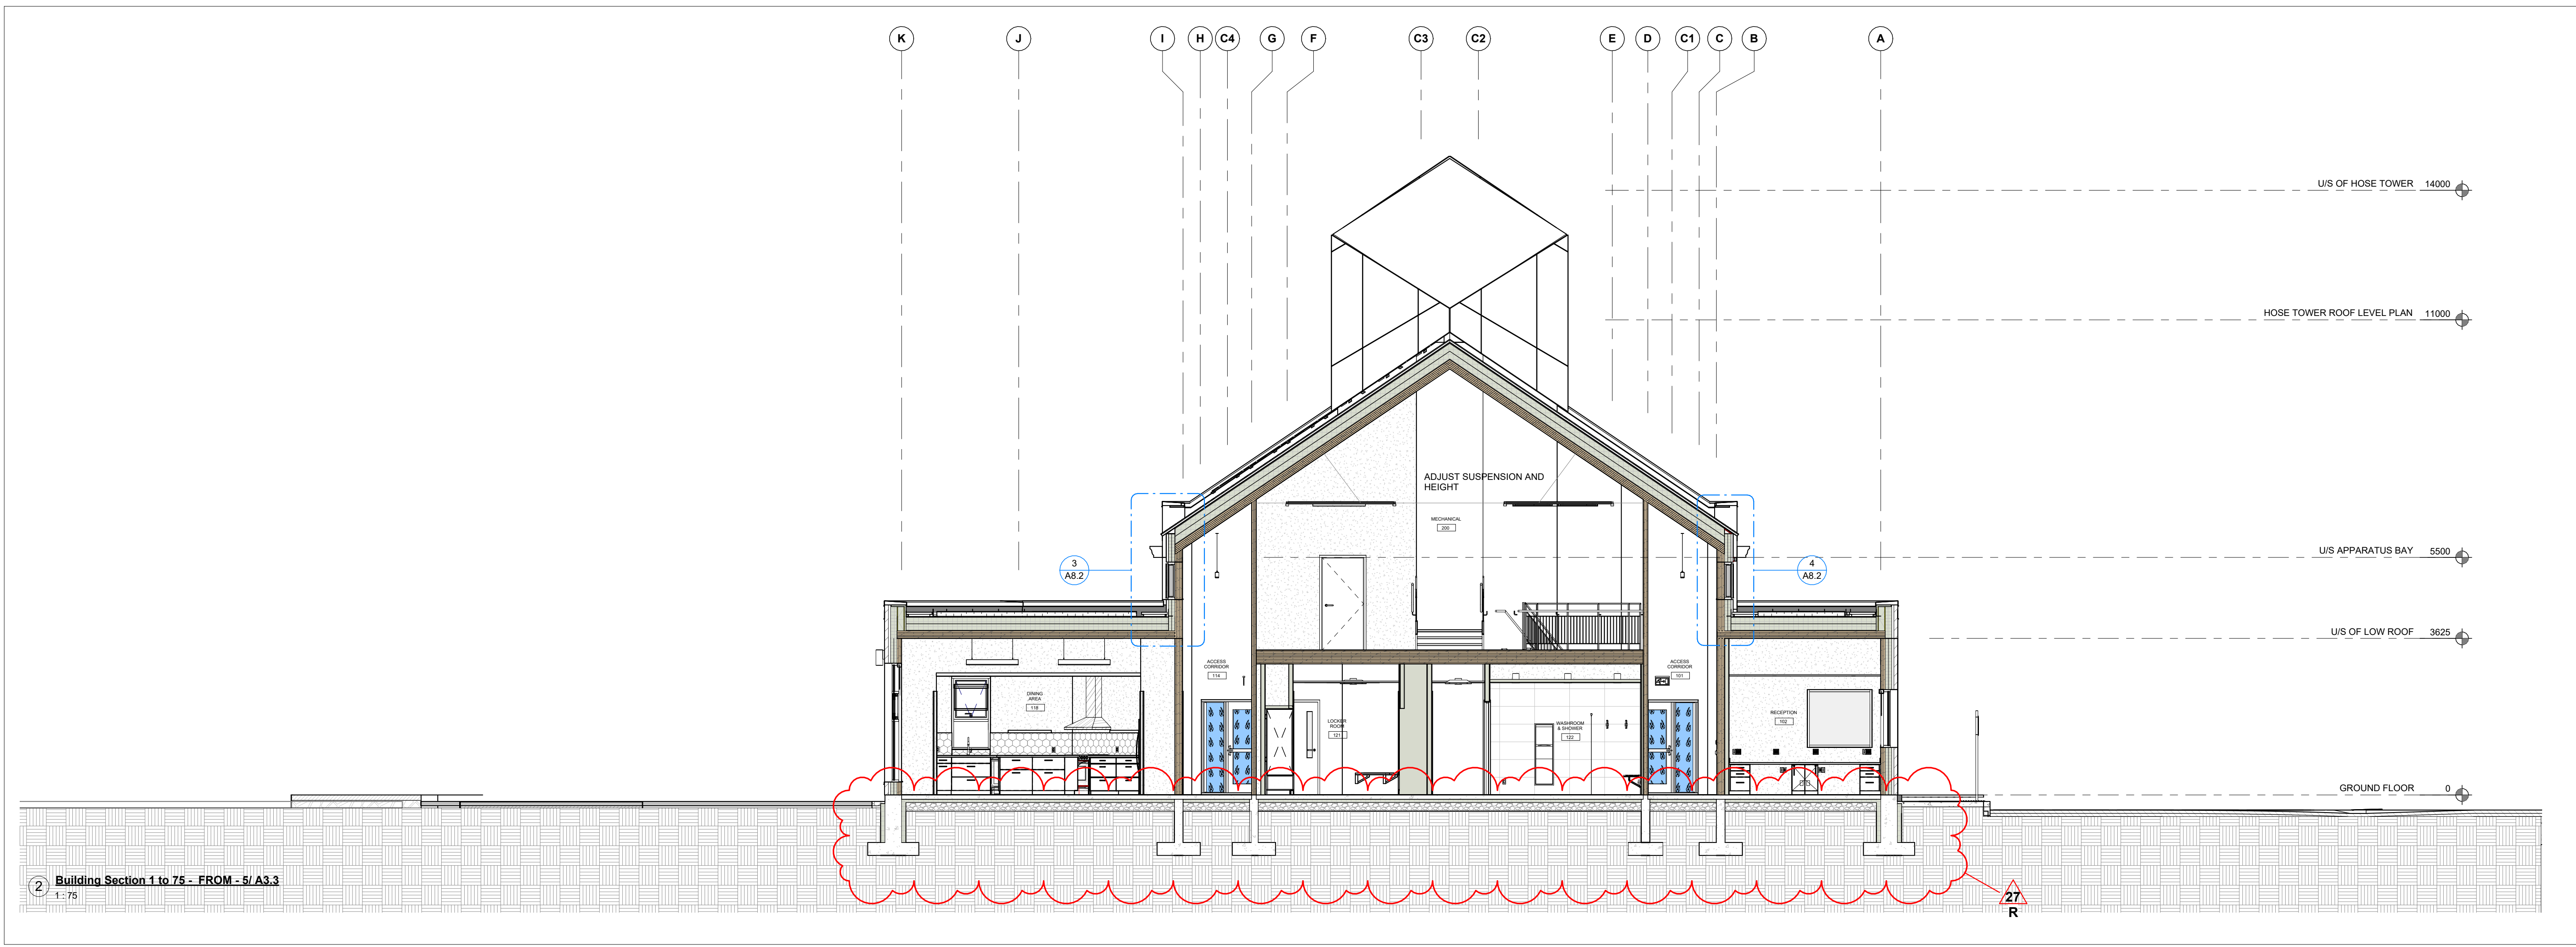 K
J
I
H
C4
G
F
C3
C2
E
D
C1
C
B
A
U/S OF HOSE TOWER 14000
HOSE TOWER ROOF LEVEL PLAN 11000
ADJUST SUSPENSION AND
HEIGHT
MECHANICAL
200
U/S APPARATUS BAY 5500
3
A8.2
4
A8.2
U/S OF LOW ROOF 3625
ACCESS
CORRIDOR
114
ACCESS
CORRIDOR
101
DINING
AREA
118
LOCKER
ROOM
121
WASHROOM
& SHOWER
122
RECEPTION
102
GROUND FLOOR 0
2
Building Section 1 to 75 - FROM - 5/ A3.3
1 : 75
27
R